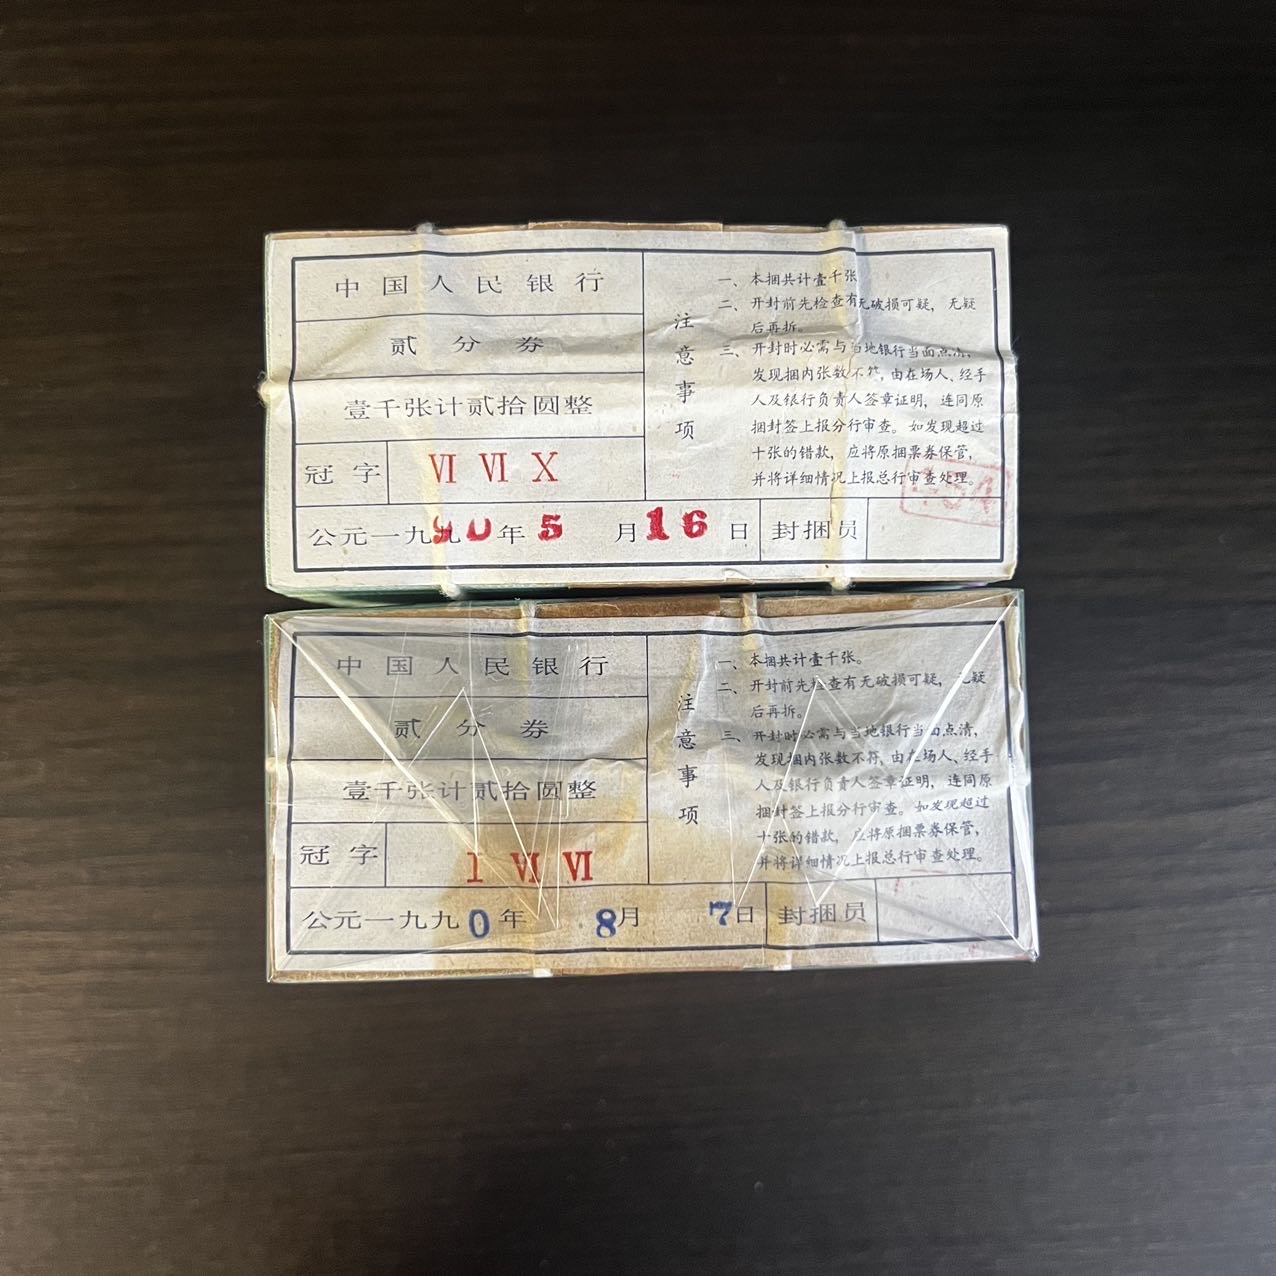 中国人民银行
贰分券
壹千张计贰拾圆整
冠字 VI VI X
公元一九九90年5月16日
封捆员
注意事项
一、本捆共计壹千张
二、开封前先检查有无破损可疑，无疑
后再拆。
三、开封时必需与当地银行当面点清，
发现捆内张数不符，由在场人、经手
人及银行负责人签章证明，连同原
捆封签上报分行审查。如发现超过
十张的错款，应将原捆票券保管，
并将详细情况上报总行审查处理。
中国人民银行
贰分券
壹千张计贰拾圆整
冠字 I VII VI
公元一九九0年8月7日
封捆员
注意事项
一、本捆共计壹千张。
二、开封前先检查有无破损可疑，无疑
后再拆。
三、开封时必需与当地银行当面点清，
发现捆内张数不符，由在场人、经手
人及银行负责人签章证明，连同原
捆封签上报分行审查。如发现超过
十张的错款，应将原捆票券保管，
并将详细情况上报总行审查处理。